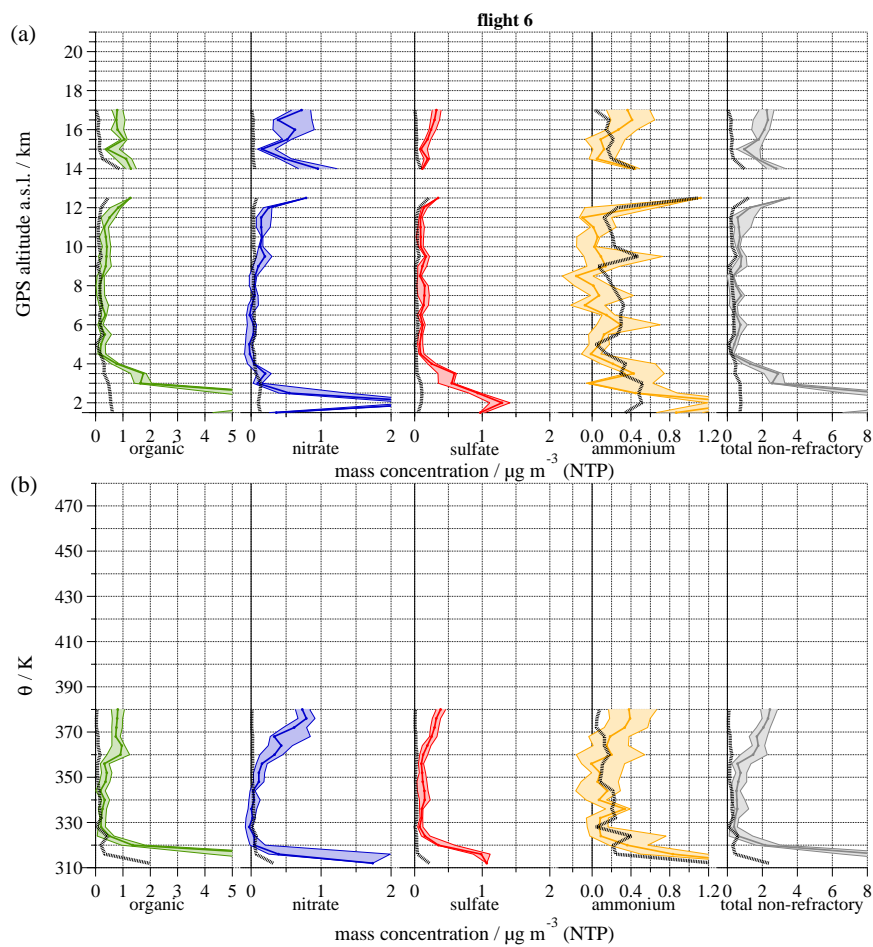 flight 6
(a)
GPS altitude a.s.l. / km
20
18
16
14
12
10
8
6
4
2
0 1 2 3 4 5 0 1 2 0 1 2 0.0 0.4 0.8 1.2 0 2 4 6 8
organic nitrate sulfate ammonium total non-refractory
mass concentration / µg m⁻³ (NTP)
(b)
θ / K
470
450
430
410
390
370
350
330
310
0 1 2 3 4 5 0 1 2 0 1 2 0.0 0.4 0.8 1.2 0 2 4 6 8
organic nitrate sulfate ammonium total non-refractory
mass concentration / µg m⁻³ (NTP)